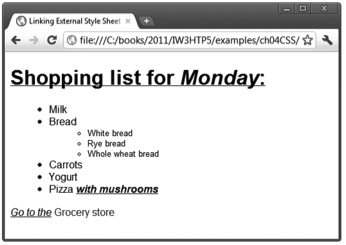 Linking External Style Sheet
file:///C:/books/2011/IW3HTP5/examples/ch04CSS/
Shopping list for Monday:
Milk
Bread
White bread
Rye bread
Whole wheat bread
Carrots
Yogurt
Pizza with mushrooms
Go to the Grocery store